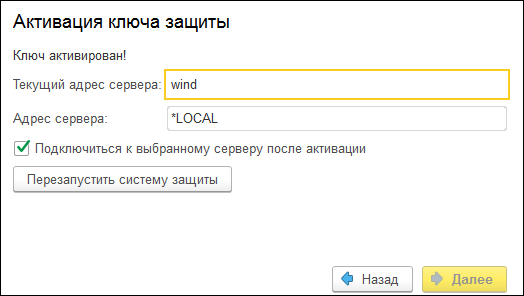 Активация ключа защиты
Ключ активирован!
Текущий адрес сервера: wind
Адрес сервера: *LOCAL
Подключиться к выбранному серверу после активации
Перезапустить систему защиты
Назад Далее